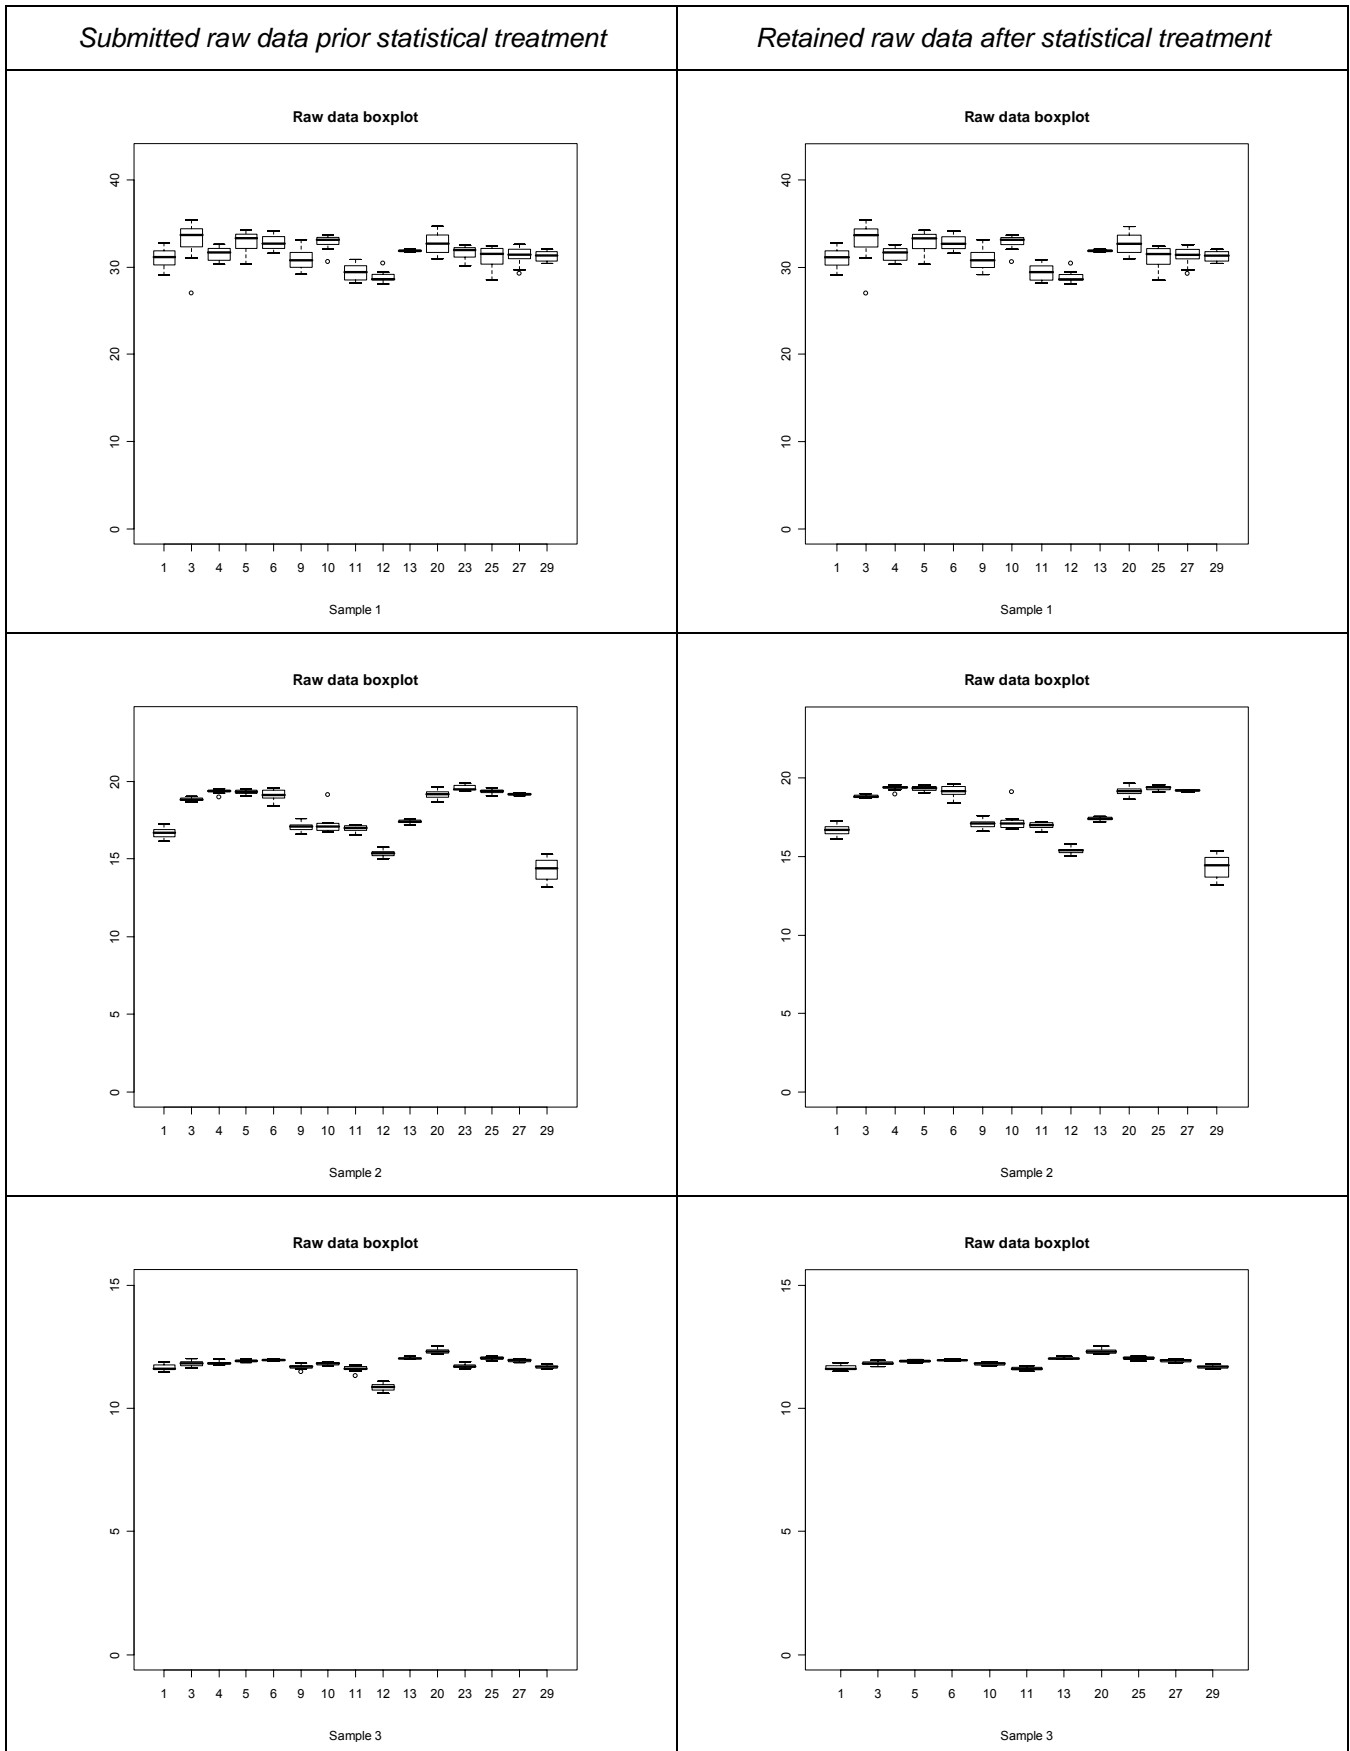 Submitted raw data prior statistical treatment
Retained raw data after statistical treatment
Raw data boxplot
40
30
20
10
0
1 3 4 5 6 9 10 11 12 13 20 23 25 27 29
Sample 1
Raw data boxplot
40
30
20
10
0
1 3 4 5 6 9 10 11 12 13 20 25 27 29
Sample 1
Raw data boxplot
20
15
10
5
0
1 3 4 5 6 9 10 11 12 13 20 23 25 27 29
Sample 2
Raw data boxplot
20
15
10
5
0
1 3 4 5 6 9 10 11 12 13 20 25 27 29
Sample 2
Raw data boxplot
15
10
5
0
1 3 4 5 6 9 10 11 12 13 20 23 25 27 29
Sample 3
Raw data boxplot
15
10
5
0
1 3 5 6 10 11 13 20 25 27 29
Sample 3